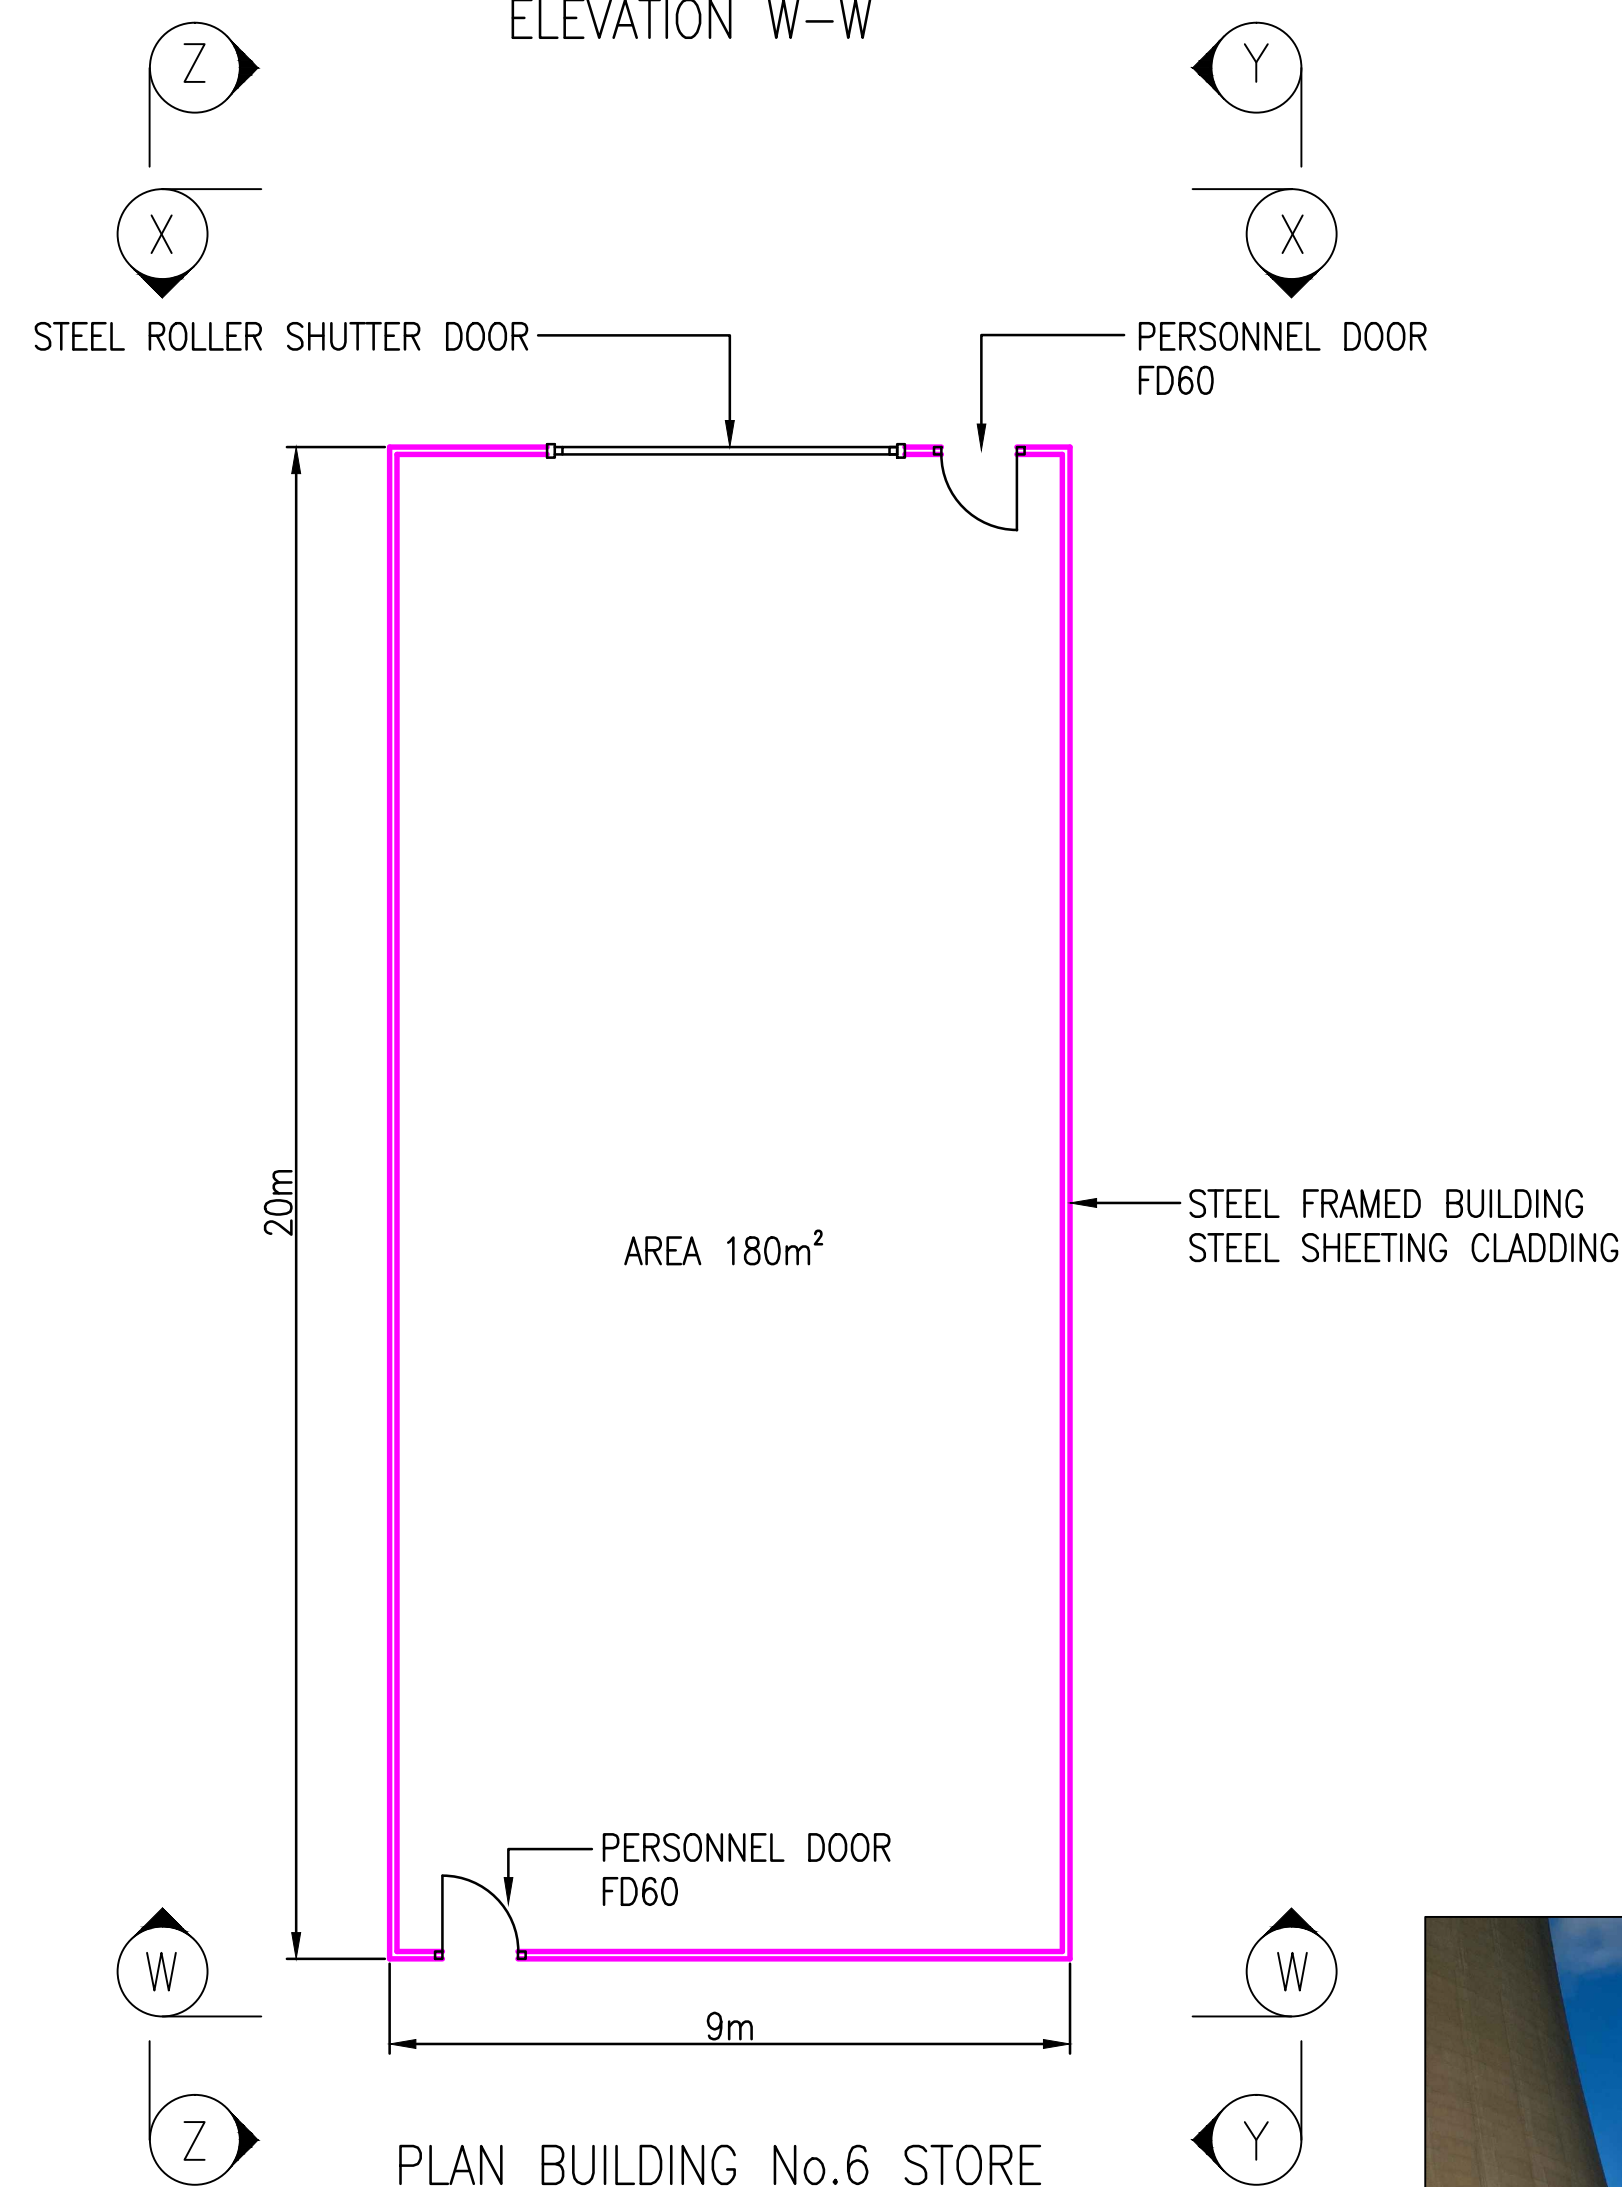 ELEVATION W-W
Z
Y
X
X
STEEL ROLLER SHUTTER DOOR
PERSONNEL DOOR
FD60
20m
AREA 180m²
STEEL FRAMED BUILDING
STEEL SHEETING CLADDING
PERSONNEL DOOR
FD60
W
W
9m
Z
Y
PLAN BUILDING No.6 STORE